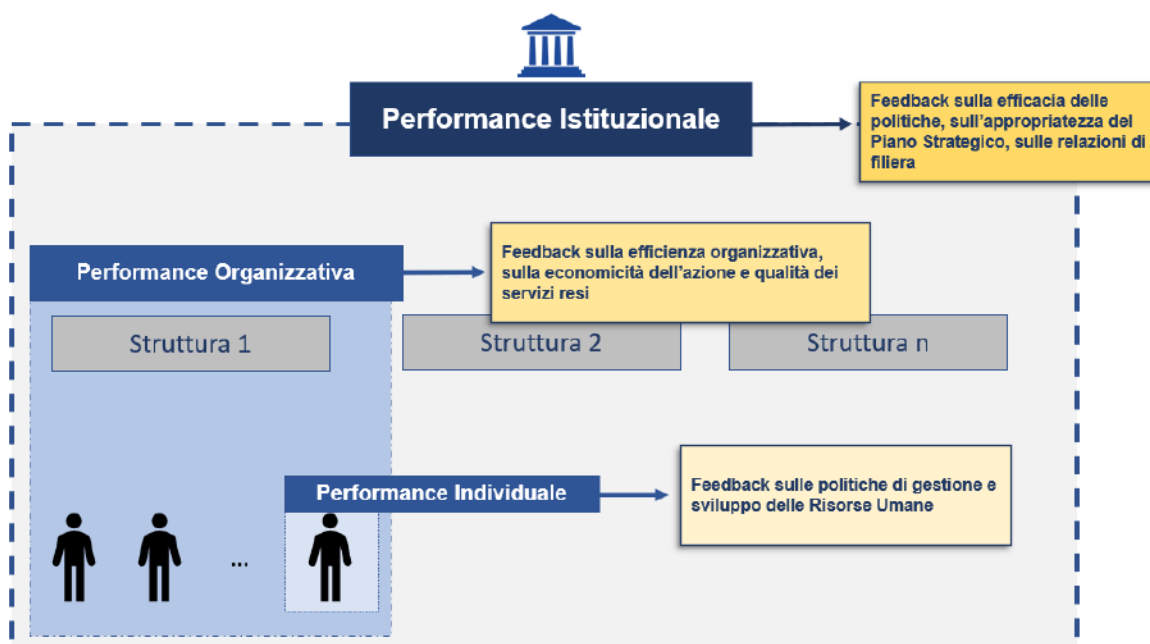 Performance Istituzionale
Feedback sulla efficacia delle
politiche, sull'appropriatezza del
Piano Strategico, sulle relazioni di
filiera
Performance Organizzativa
Feedback sulla efficienza organizzativa,
sulla economicità dell'azione e qualità dei
servizi resi
Struttura 1
Struttura 2
Struttura n
Performance Individuale
Feedback sulle politiche di gestione e
sviluppo delle Risorse Umane
...